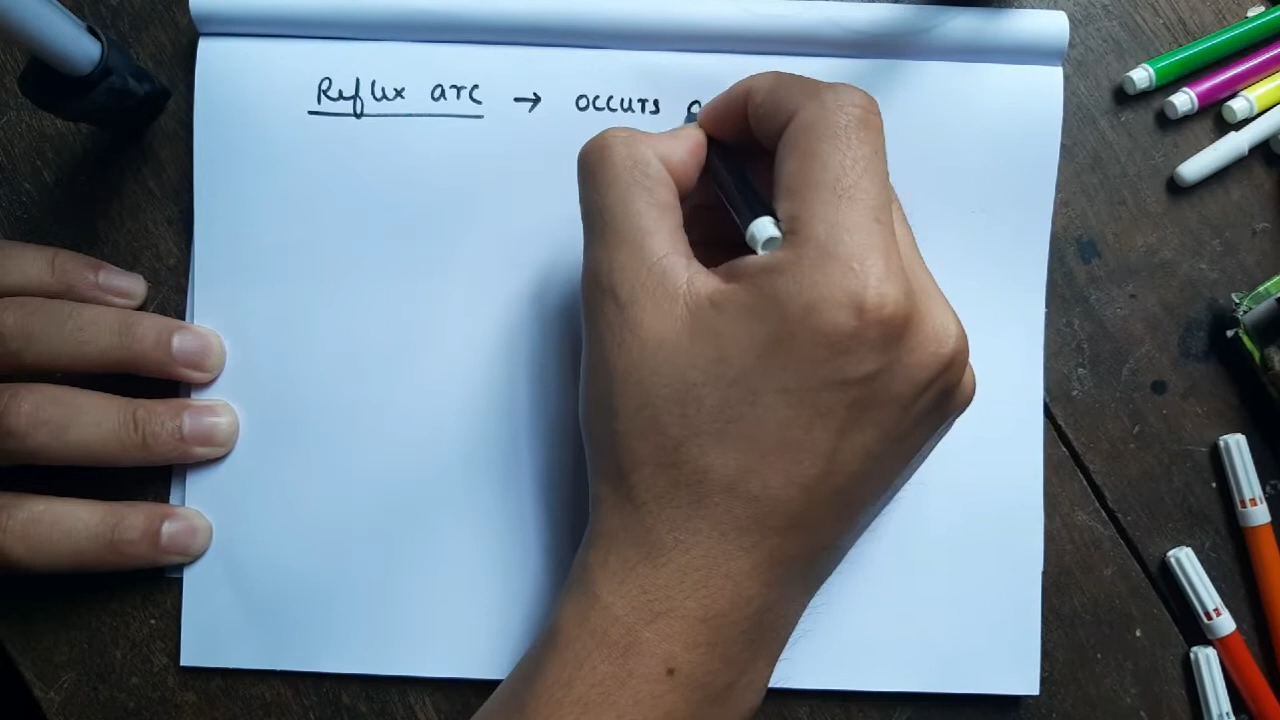 Reflux arc → occurs